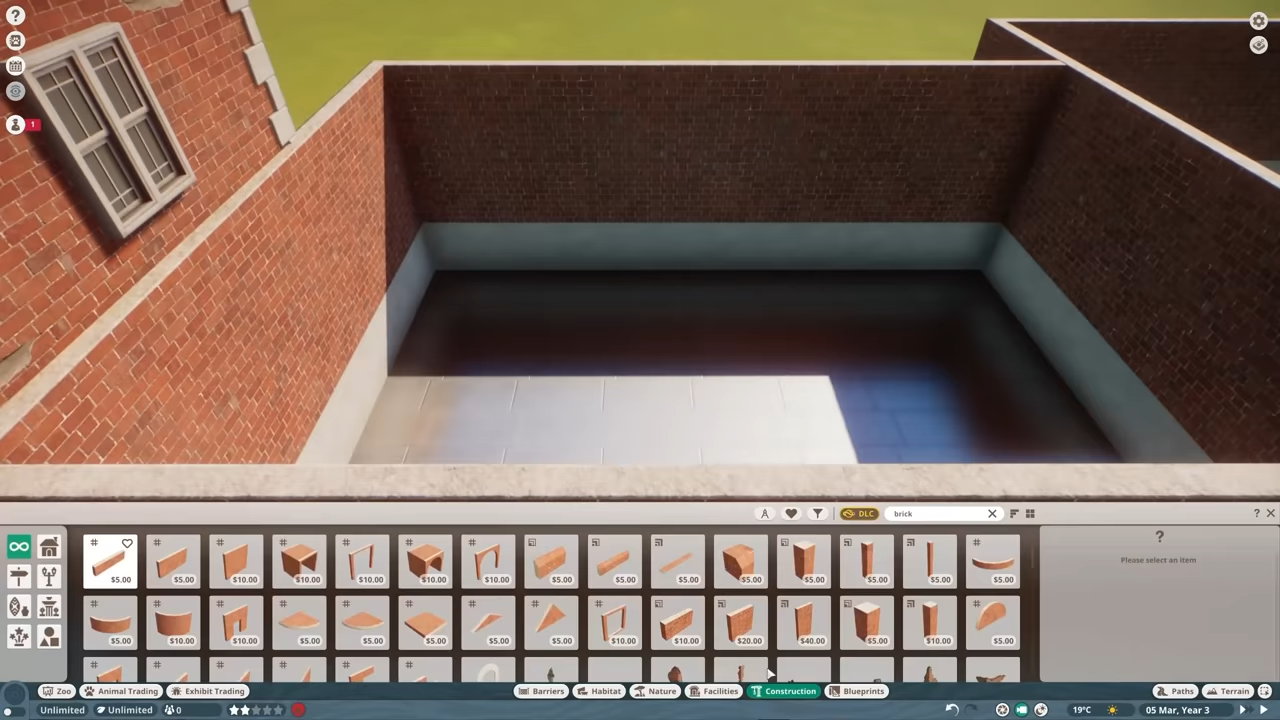 ?
1
DLC
brick
?
$5.00 $5.00 $10.00 $10.00 $10.00 $10.00 $10.00 $5.00 $5.00 $5.00 $5.00 $5.00 $5.00 $5.00 $5.00
?
Please select an item
$5.00 $10.00 $10.00 $5.00 $5.00 $5.00 $5.00 $5.00 $10.00 $10.00 $20.00 $40.00 $5.00 $10.00 $5.00
Zoo Animal Trading Exhibit Trading Barriers Habitat Nature Facilities Construction Blueprints Paths Terrain
Unlimited Unlimited 0 19°C 05 Mar, Year 3